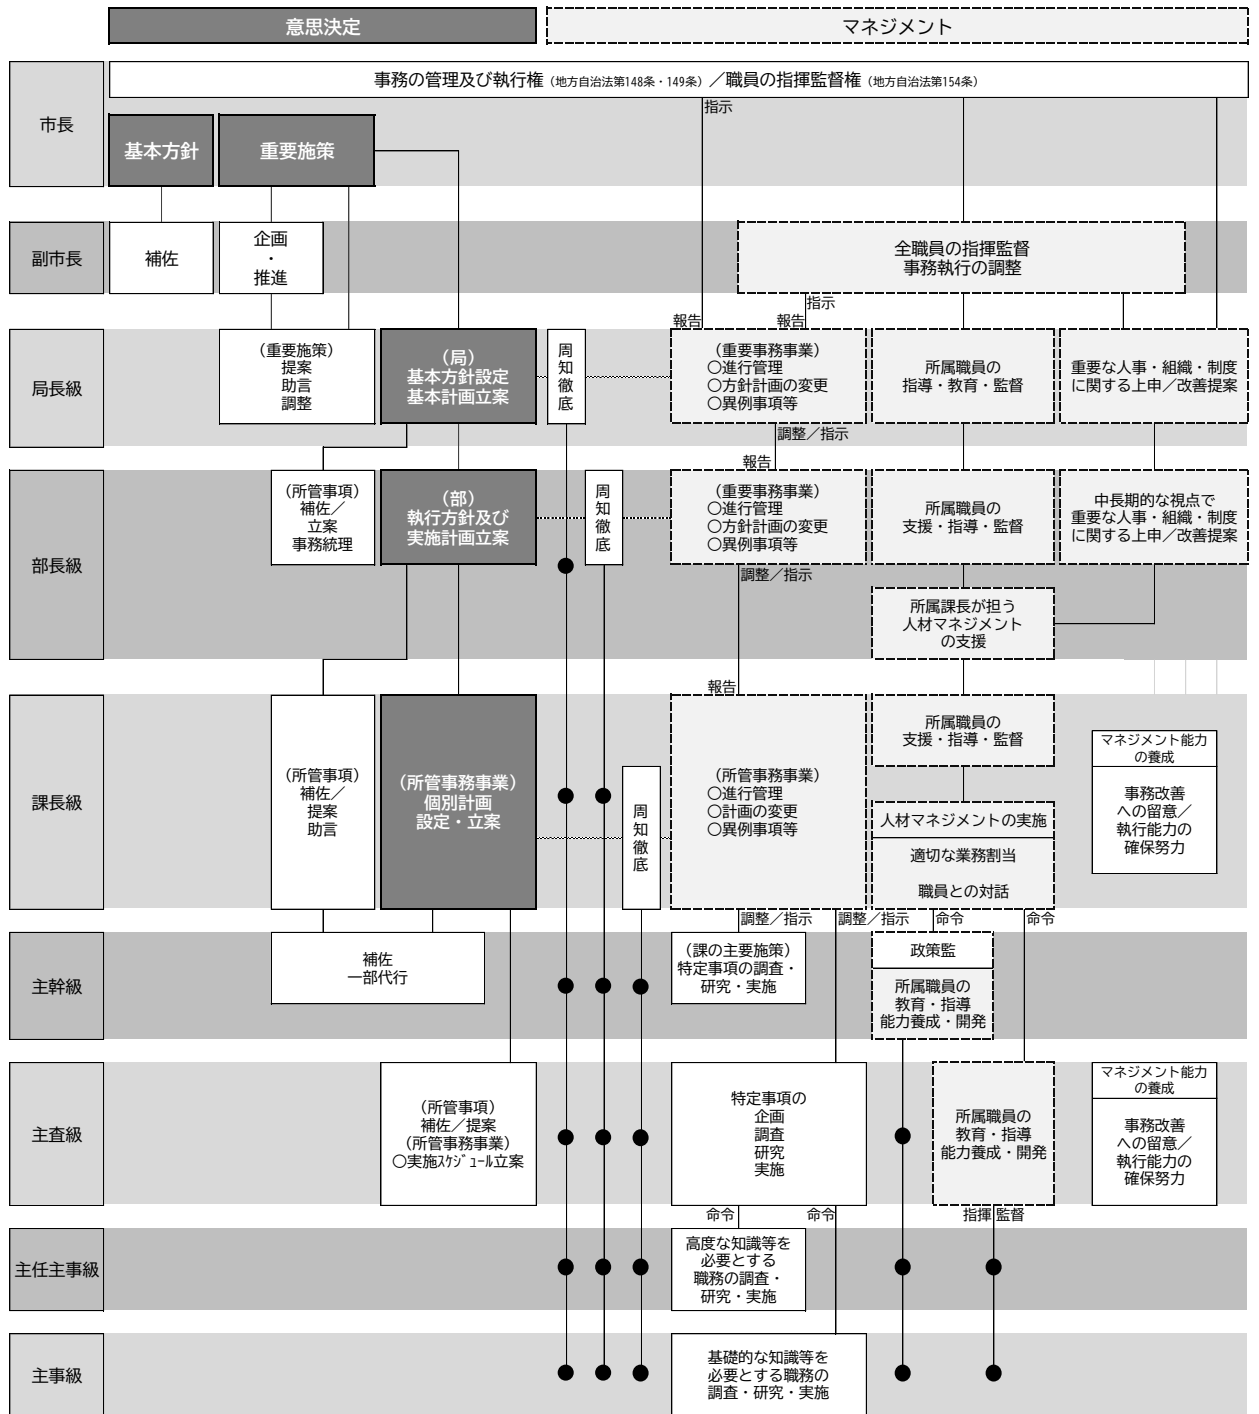 意思決定
マネジメント
市長
事務の管理及び執行権（地方自治法第148条・149条）／職員の指揮監督権（地方自治法第154条）
指示
基本方針
重要施策
副市長
補佐
企画
・
推進
全職員の指揮監督
事務執行の調整
指示
報告
報告
局長級
（重要施策）
提案
助言
調整
（局）
基本方針設定
基本計画立案
周
知
徹
底
（重要事務事業）
○進行管理
○方針計画の変更
○異例事項等
所属職員の
指導・教育・監督
重要な人事・組織・制度
に関する上申／改善提案
調整／指示
報告
部長級
（所管事項）
補佐／
立案
事務統理
（部）
執行方針及び
実施計画立案
周
知
徹
底
（重要事務事業）
○進行管理
○方針計画の変更
○異例事項等
所属職員の
支援・指導・監督
中長期的な視点で
重要な人事・組織・制度
に関する上申／改善提案
調整／指示
所属課長が担う
人材マネジメント
の支援
報告
課長級
（所管事項）
補佐／
提案
助言
（所管事務事業）
個別計画
設定・立案
周
知
徹
底
（所管事務事業）
○進行管理
○計画の変更
○異例事項等
所属職員の
支援・指導・監督
人材マネジメントの実施
適切な業務割当
職員との対話
マネジメント能力
の養成
事務改善
への留意／
執行能力の
確保努力
調整／指示
調整／指示
命令
命令
主幹級
補佐
一部代行
（課の主要施策）
特定事項の調査・
研究・実施
政策監
所属職員の
教育・指導
能力養成・開発
主査級
（所管事項）
補佐／提案
（所管事務事業）
○実施ｽｹｼﾞｭｰﾙ立案
特定事項の
企画
調査
研究
実施
所属職員の
教育・指導
能力養成・開発
マネジメント能力
の養成
事務改善
への留意／
執行能力の
確保努力
命令
命令
指揮監督
主任主事級
高度な知識等を
必要とする
職務の調査・
研究・実施
主事級
基礎的な知識等を
必要とする職務の
調査・研究・実施